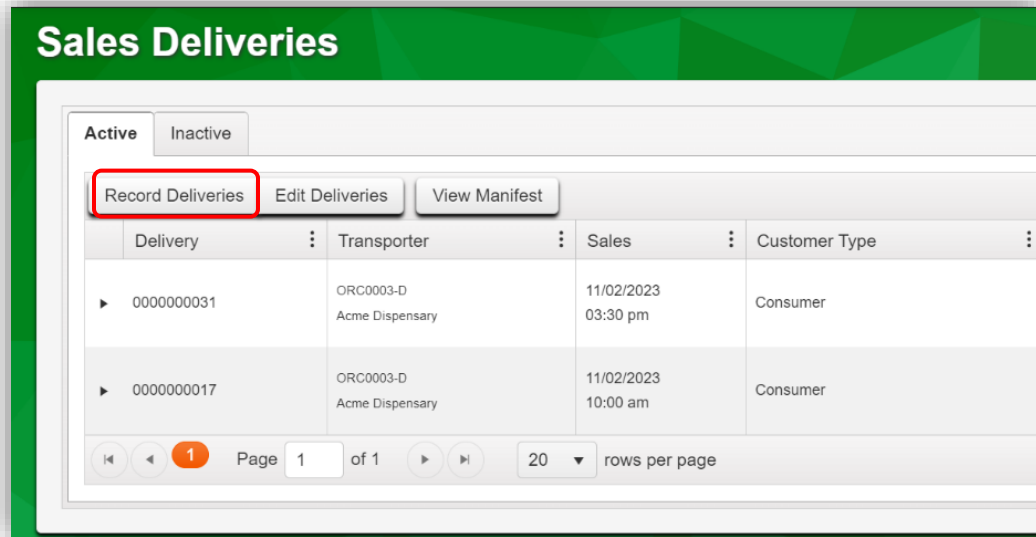 Sales Deliveries
Active Inactive
Record Deliveries Edit Deliveries View Manifest
Delivery Transporter Sales Customer Type
0000000031 ORC0003-D Acme Dispensary 11/02/2023 03:30 pm Consumer
0000000017 ORC0003-D Acme Dispensary 11/02/2023 10:00 am Consumer
1 Page 1 of 1 20 rows per page